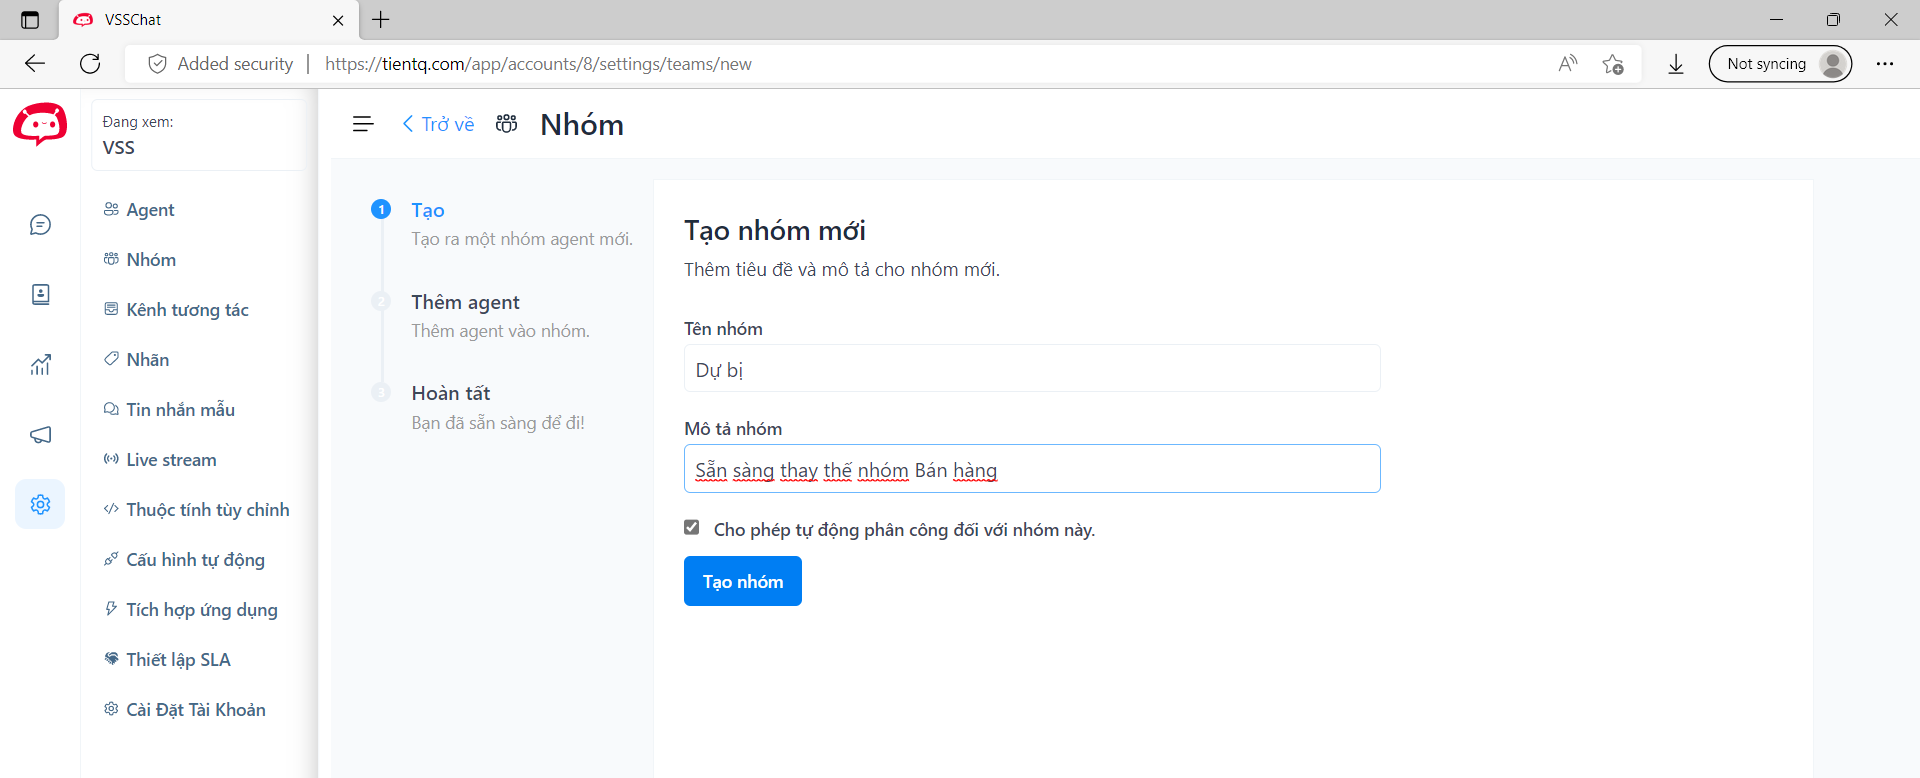 VSSChat
Added security | https://tientq.com/app/accounts/8/settings/teams/new
Not syncing
Đang xem:
VSS
Agent
Nhóm
Kênh tương tác
Nhãn
Tin nhắn mẫu
Live stream
Thuộc tính tùy chỉnh
Cấu hình tự động
Tích hợp ứng dụng
Thiết lập SLA
Cài Đặt Tài Khoản
Trở về
Nhóm
1
Tạo
Tạo ra một nhóm agent mới.
2
Thêm agent
Thêm agent vào nhóm.
3
Hoàn tất
Bạn đã sẵn sàng để đi!
Tạo nhóm mới
Thêm tiêu đề và mô tả cho nhóm mới.
Tên nhóm
Dự bị
Mô tả nhóm
Sẵn sàng thay thế nhóm Bán hàng
Cho phép tự động phân công đối với nhóm này.
Tạo nhóm